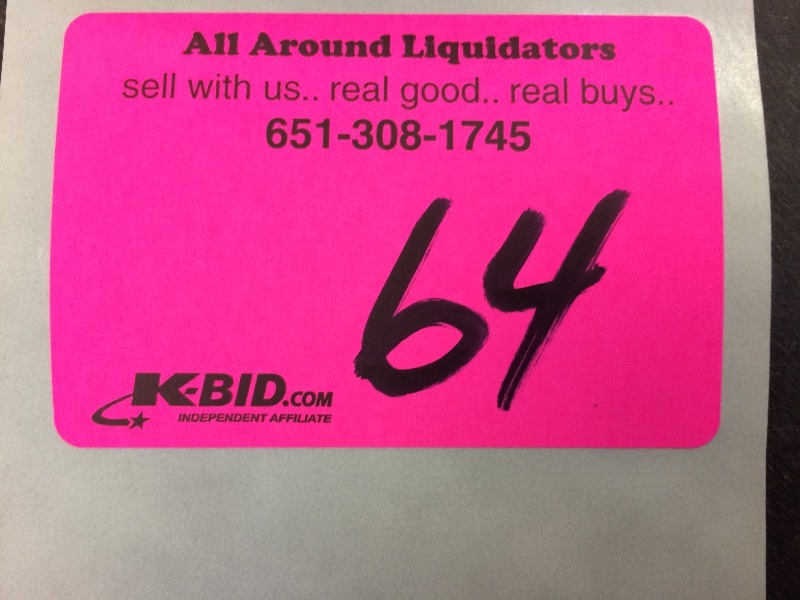 All Around Liquidators
sell with us.. real good.. real buys..
651-308-1745
64
K-BID.COM
INDEPENDENT AFFILIATE